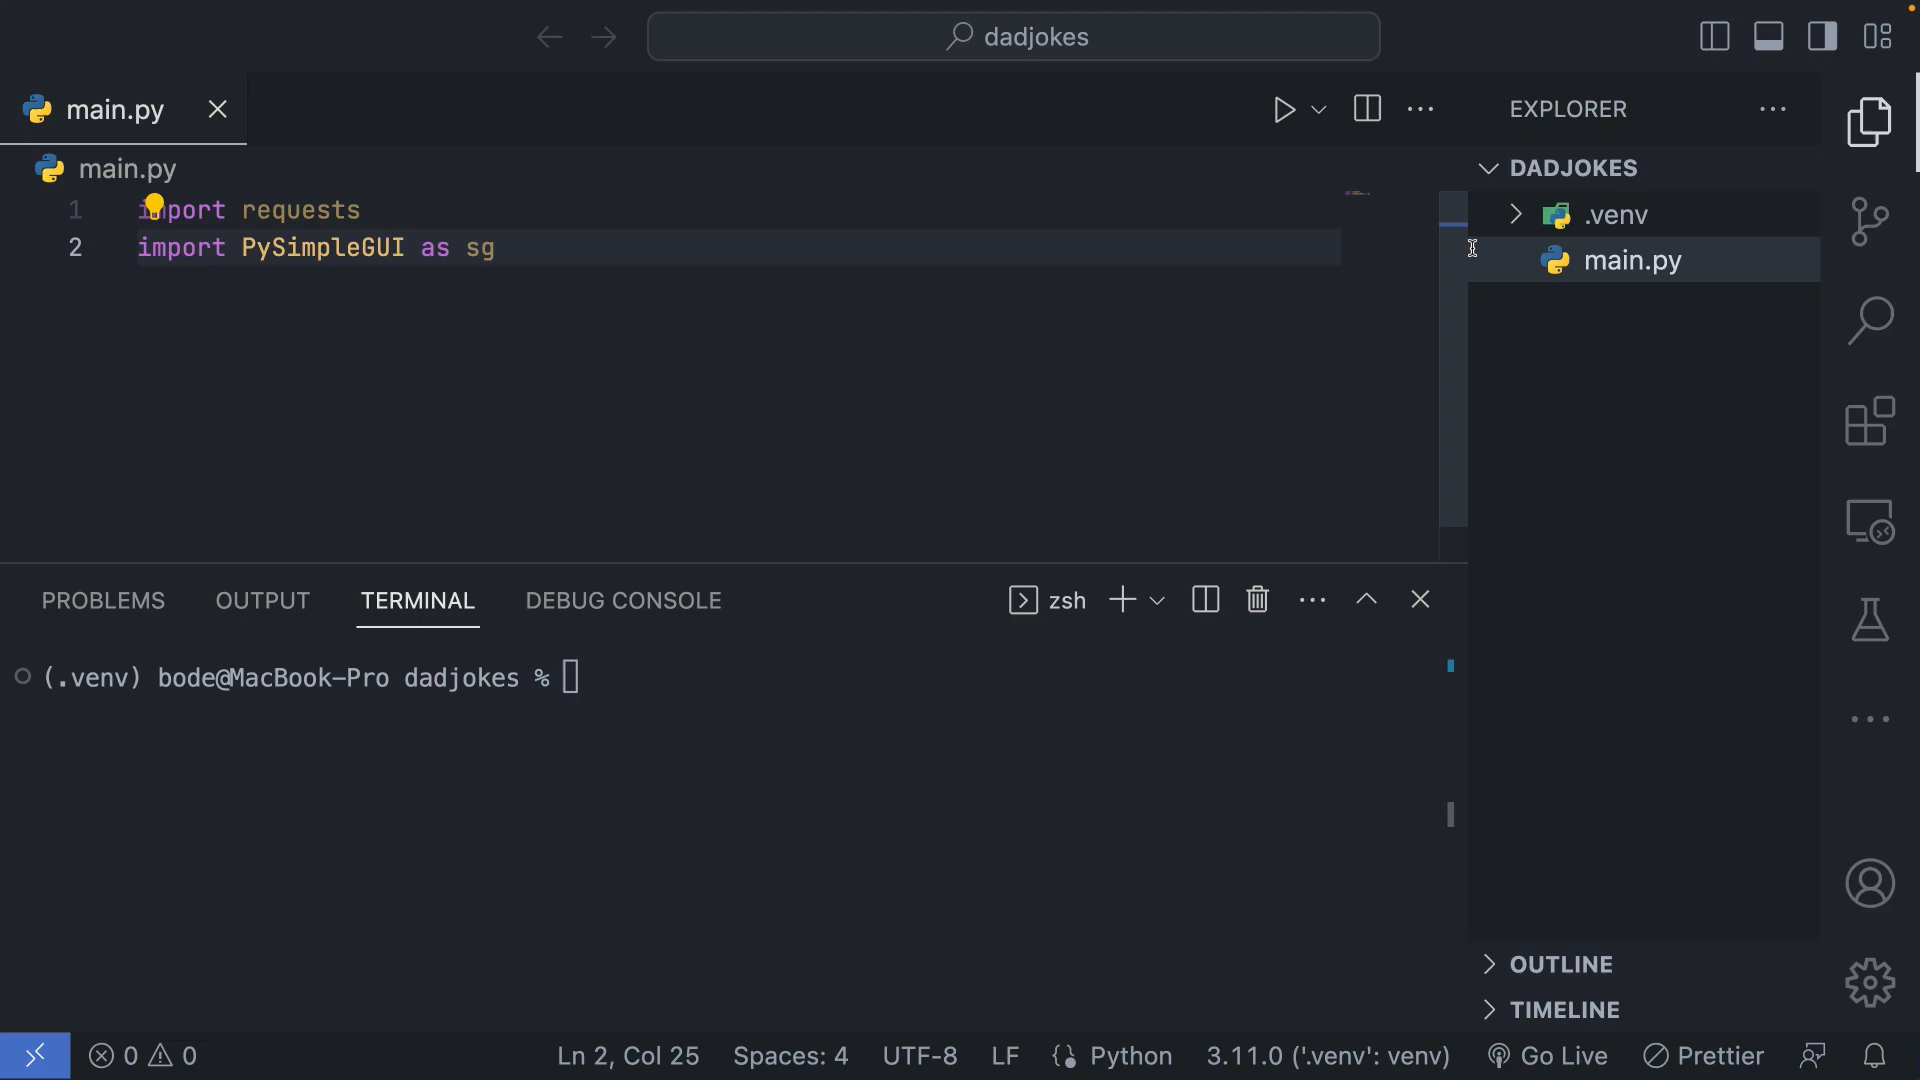 dadjokes
main.py
EXPLORER
main.py
DADJOKES
1 import requests
2 import PySimpleGUI as sg
.venv
main.py
PROBLEMS OUTPUT TERMINAL DEBUG CONSOLE zsh
(.venv) bode@MacBook-Pro dadjokes %
OUTLINE
TIMELINE
0 0 Ln 2, Col 25 Spaces: 4 UTF-8 LF Python 3.11.0 ('.venv': venv) Go Live Prettier